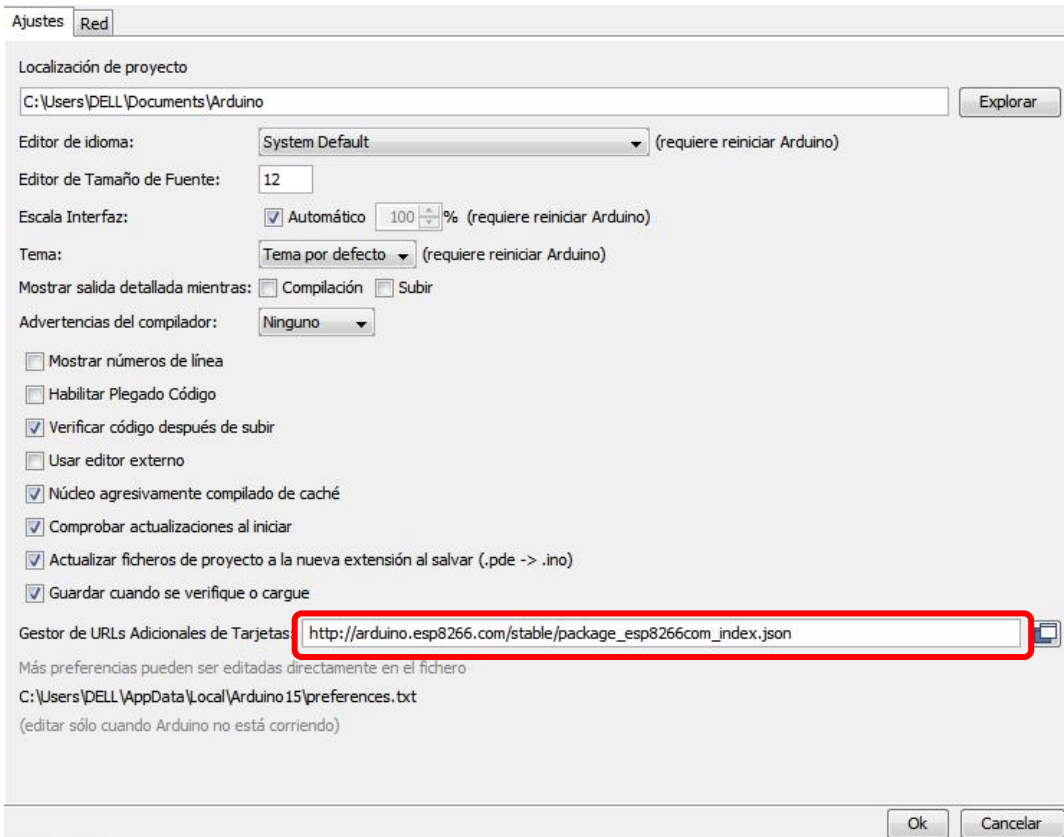 Ajustes Red
Localización de proyecto
C:\Users\DELL\Documents\Arduino Explorar
Editor de idioma: System Default (requiere reiniciar Arduino)
Editor de Tamaño de Fuente: 12
Escala Interfaz: Automático 100 % (requiere reiniciar Arduino)
Tema: Tema por defecto (requiere reiniciar Arduino)
Mostrar salida detallada mientras: Compilación Subir
Advertencias del compilador: Ninguno
Mostrar números de línea
Habilitar Plegado Código
Verificar código después de subir
Usar editor externo
Núcleo agresivamente compilado de caché
Comprobar actualizaciones al iniciar
Actualizar ficheros de proyecto a la nueva extensión al salvar (.pde -> .ino)
Guardar cuando se verifique o cargue
Gestor de URLs Adicionales de Tarjetas: http://arduino.esp8266.com/stable/package_esp8266com_index.json
Más preferencias pueden ser editadas directamente en el fichero
C:\Users\DELL\AppData\Local\Arduino15\preferences.txt
(editar sólo cuando Arduino no está corriendo)
Ok Cancelar